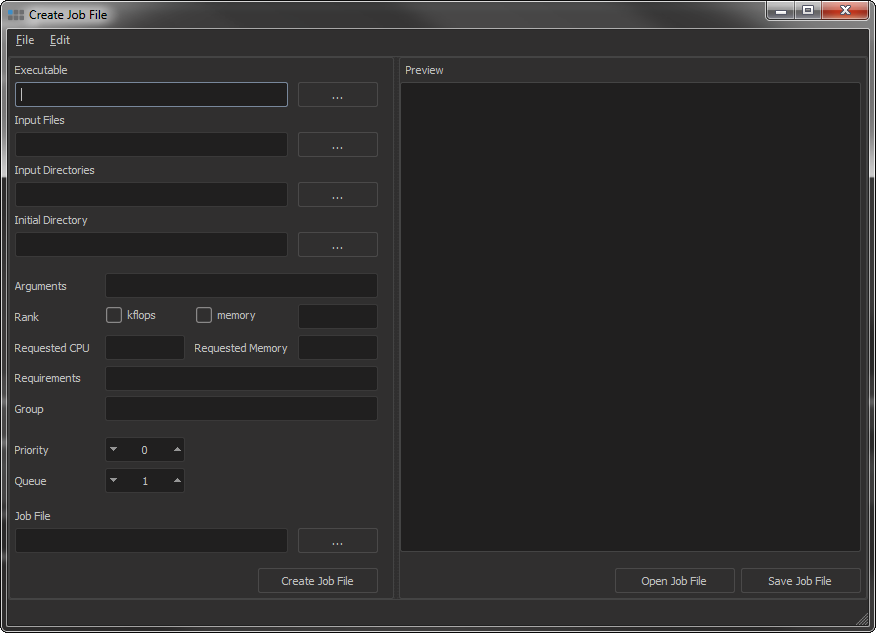 Create Job File
File Edit
Executable
...
Input Files
...
Input Directories
...
Initial Directory
...
Arguments
Rank kflops memory
Requested CPU Requested Memory
Requirements
Group
Priority 0
Queue 1
Job File
...
Create Job File
Preview
Open Job File Save Job File